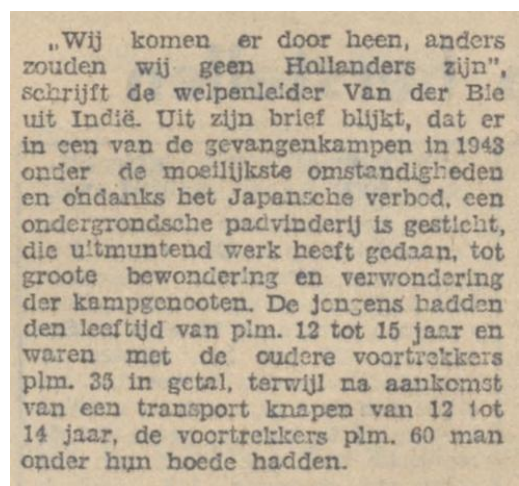 „Wij komen er door heen, anders
zouden wij geen Hollanders zijn”,
schrijft de welpenleider Van der Bie
uit Indië. Uit zijn brief blijkt, dat er
in een van de gevangenkampen in 1943
onder de moeilijkste omstandigheden
en ondanks het Japansche verbod, een
ondergrondsche padvinderij is gesticht,
die uitmuntend werk heeft gedaan, tot
groote bewondering en verwondering
der kampgenooten. De jongens hadden
den leeftijd van plm. 12 tot 15 jaar en
waren met de oudere voortrekkers
plm. 35 in getal, terwijl na aankomst
van een transport knapen van 12 tot
14 jaar, de voortrekkers plm. 60 man
onder hun hoede hadden.